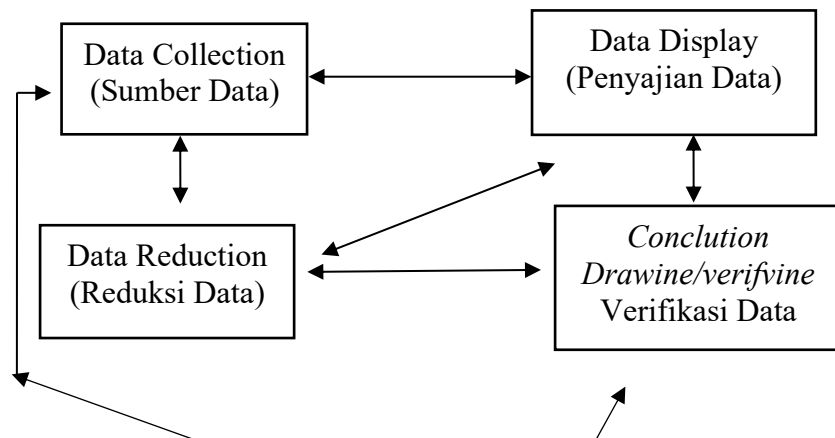 Data Collection
(Sumber Data)
Data Display
(Penyajian Data)
Data Reduction
(Reduksi Data)
Conclution
Drawine/verifvine
Verifikasi Data